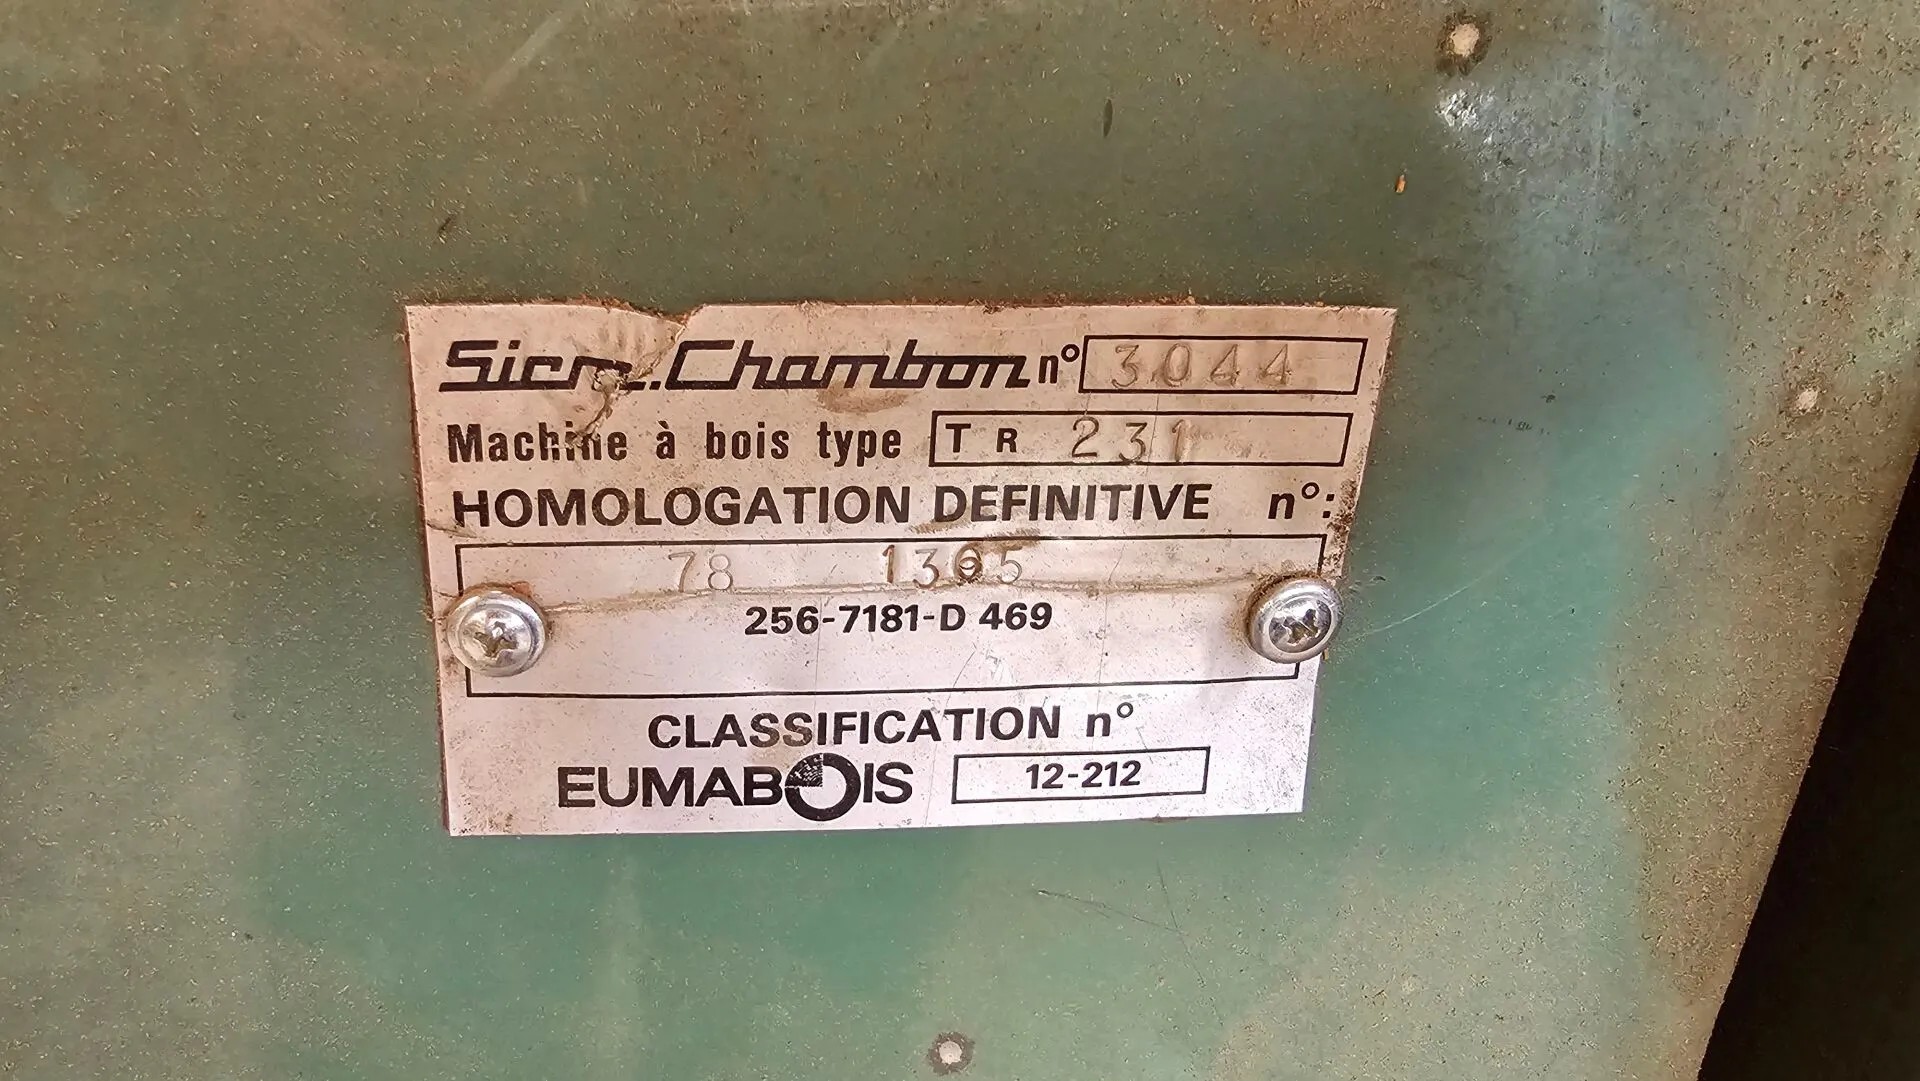 Sicm.Chambon n° 3044
Machine à bois type TR 231
HOMOLOGATION DEFINITIVE n°:
78 1365
256-7181-D 469
CLASSIFICATION n°
EUMABOIS 12-212